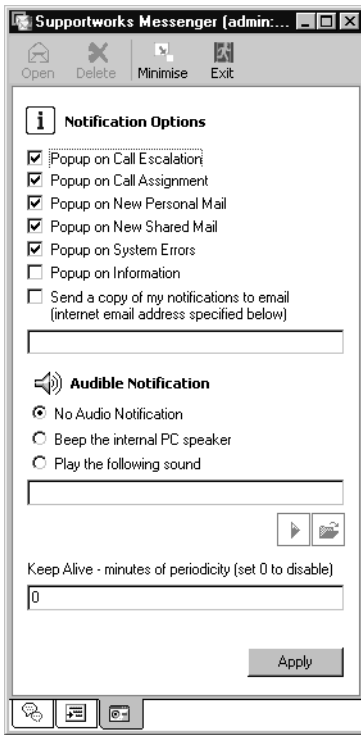 Supportworks Messenger (admin:...
Open Delete Minimise Exit
i Notification Options
Popup on Call Escalation
Popup on Call Assignment
Popup on New Personal Mail
Popup on New Shared Mail
Popup on System Errors
Popup on Information
Send a copy of my notifications to email
(internet email address specified below)
Audible Notification
No Audio Notification
Beep the internal PC speaker
Play the following sound
Keep Alive - minutes of periodicity (set 0 to disable)
0
Apply